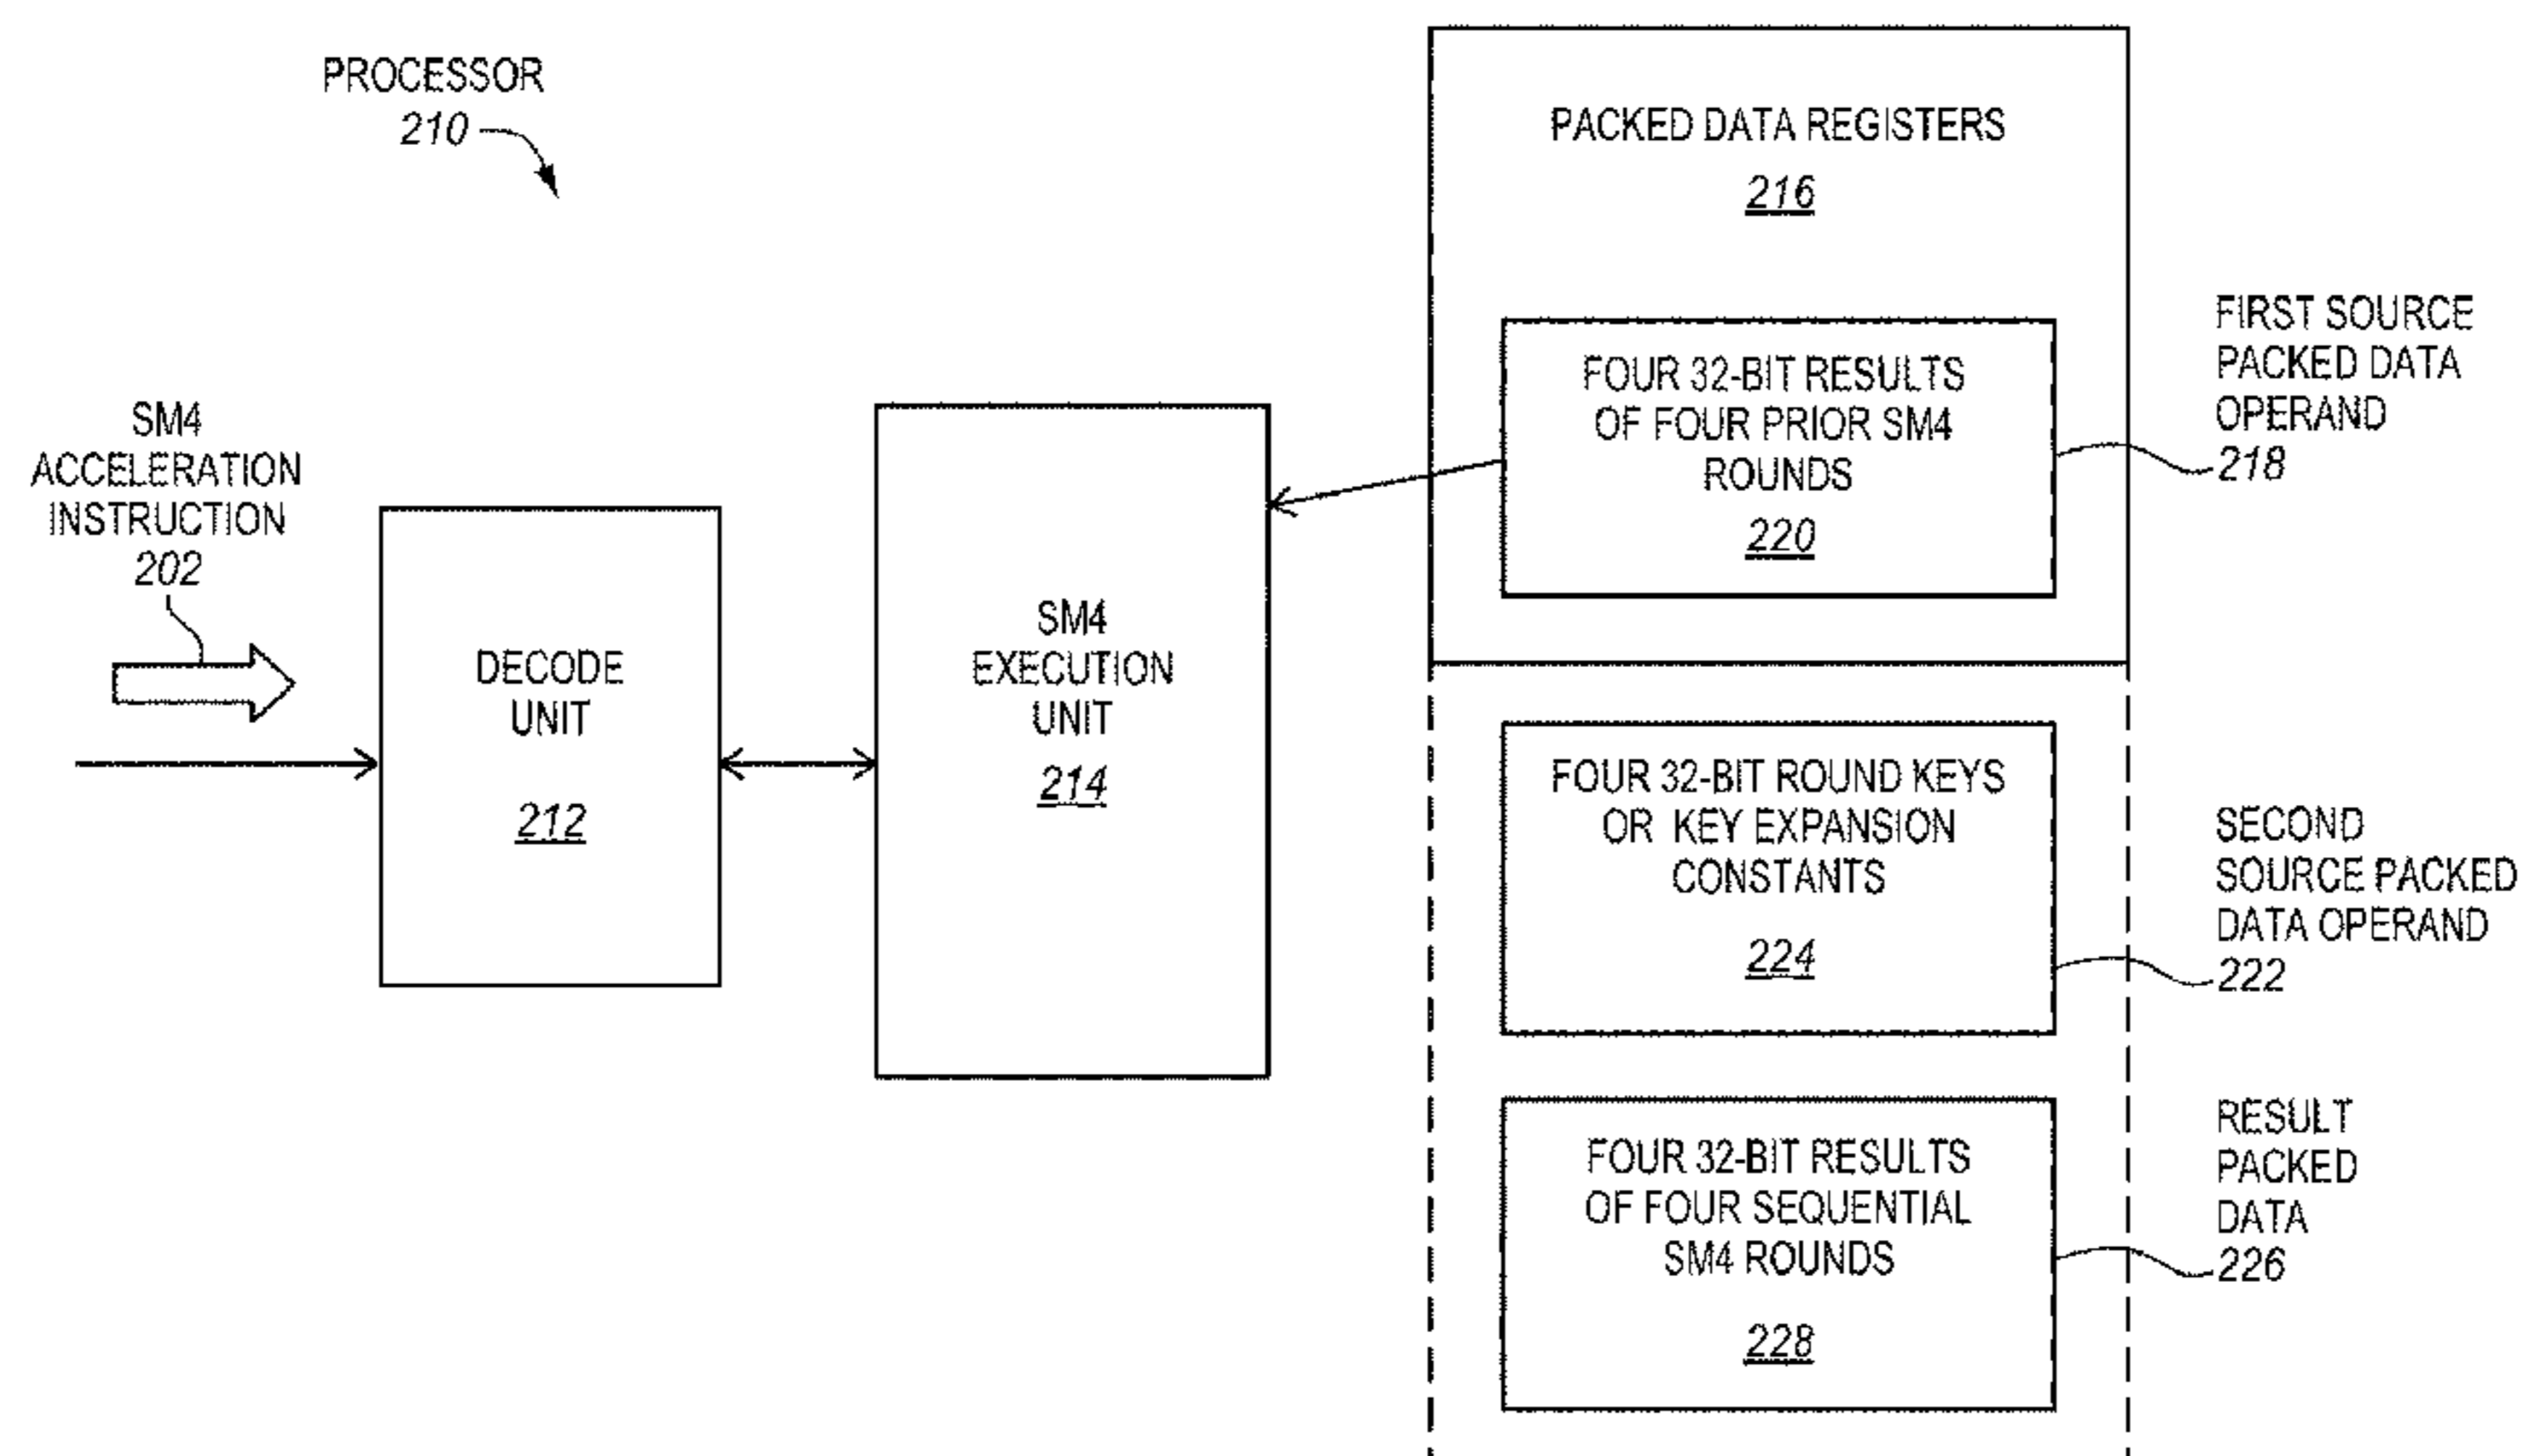 PROCESSOR
210
SM4
ACCELERATION
INSTRUCTION
202
DECODE
UNIT
212
SM4
EXECUTION
UNIT
214
PACKED DATA REGISTERS
216
FOUR 32-BIT RESULTS
OF FOUR PRIOR SM4
ROUNDS
220
FIRST SOURCE
PACKED DATA
OPERAND
218
FOUR 32-BIT ROUND KEYS
OR KEY EXPANSION
CONSTANTS
224
SECOND
SOURCE PACKED
DATA OPERAND
222
FOUR 32-BIT RESULTS
OF FOUR SEQUENTIAL
SM4 ROUNDS
228
RESULT
PACKED
DATA
226